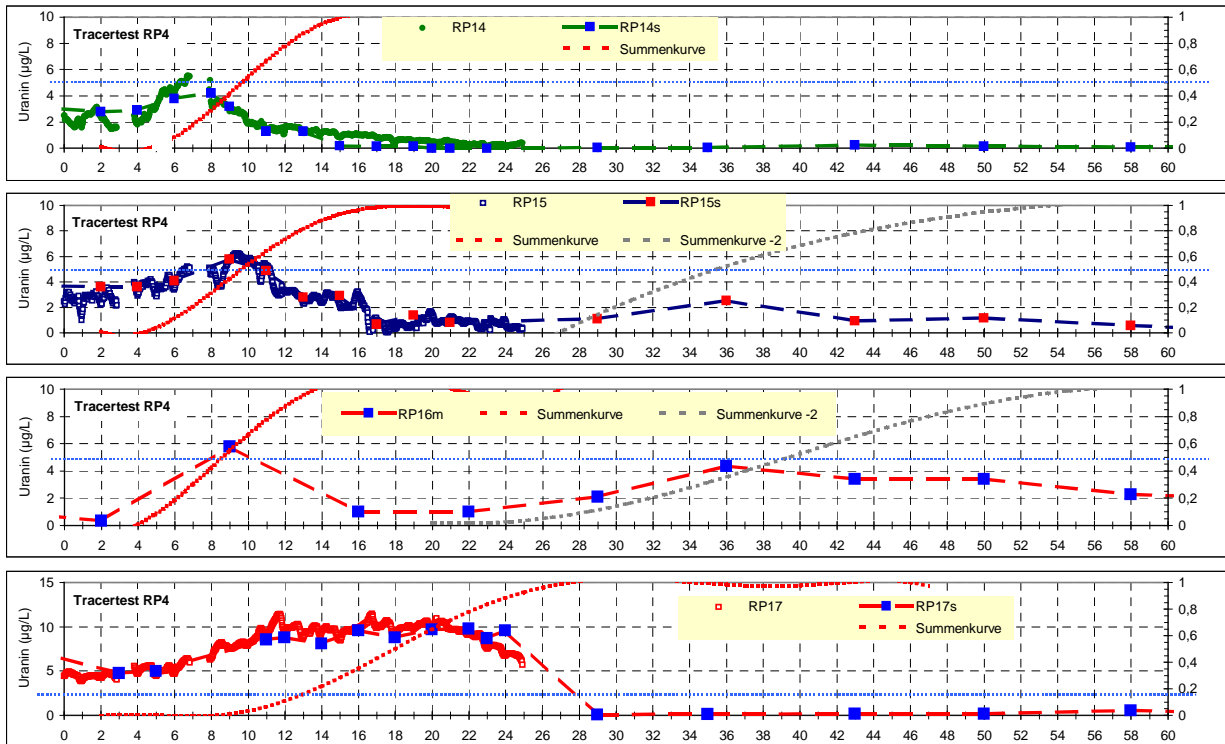 Tracertest RP4
RP14 RP14s
Summenkurve
Uranin (µg/L)
10 1
0,8
8
6 0,6
4 0,4
2 0,2
0 0
0 2 4 6 8 10 12 14 16 18 20 22 24 26 28 30 32 34 36 38 40 42 44 46 48 50 52 54 56 58 60
Tracertest RP4
RP15 RP15s
Summenkurve Summenkurve -2
Uranin (µg/L)
10 1
8 0,8
6 0,6
4 0,4
2 0,2
0 0
0 2 4 6 8 10 12 14 16 18 20 22 24 26 28 30 32 34 36 38 40 42 44 46 48 50 52 54 56 58 60
Tracertest RP4
RP16m Summenkurve Summenkurve -2
Uranin (µg/L)
10 1
8 0,8
6 0,6
4 0,4
2 0,2
0 0
0 2 4 6 8 10 12 14 16 18 20 22 24 26 28 30 32 34 36 38 40 42 44 46 48 50 52 54 56 58 60
Tracertest RP4
RP17 RP17s
Summenkurve
Uranin (µg/L)
15 1
0,8
10
0,6
5 0,4
0,2
0 0
0 2 4 6 8 10 12 14 16 18 20 22 24 26 28 30 32 34 36 38 40 42 44 46 48 50 52 54 56 58 60